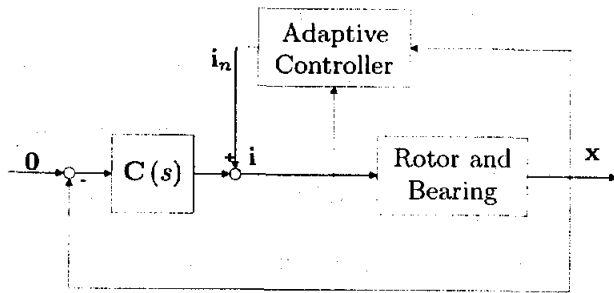 Adaptive
Controller
i_n
0
-
C (s)
+
i
Rotor and
Bearing
x